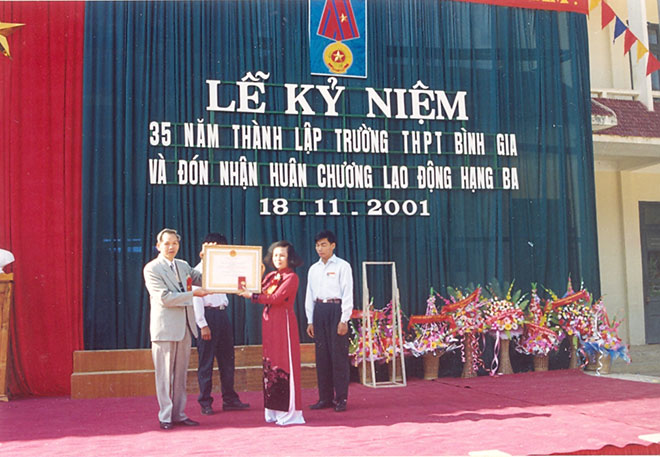 LỄ KỶ NIỆM
35 NĂM THÀNH LẬP TRƯỜNG THPT BÌNH GIA
VÀ ĐÓN NHẬN HUÂN CHƯƠNG LAO ĐỘNG HẠNG BA
18-11-2001